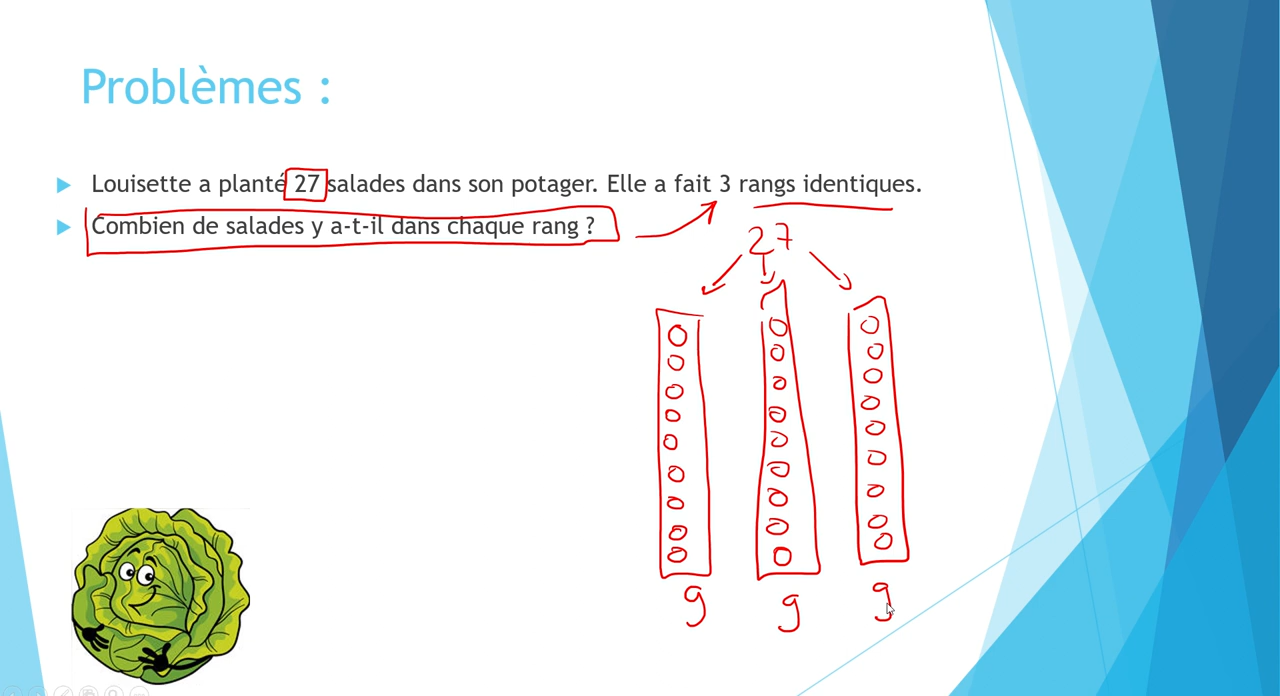 Problèmes :
Louisette a planté 27 salades dans son potager. Elle a fait 3 rangs identiques.
Combien de salades y a-t-il dans chaque rang ?
27
9 9 9